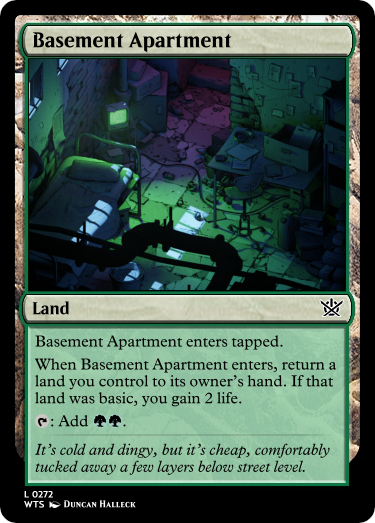 Basement Apartment
Land
Basement Apartment enters tapped.
When Basement Apartment enters, return a
land you control to its owner's hand. If that
land was basic, you gain 2 life.
: Add .
It's cold and dingy, but it's cheap, comfortably
tucked away a few layers below street level.
L 0272
WTS Duncan Halleck